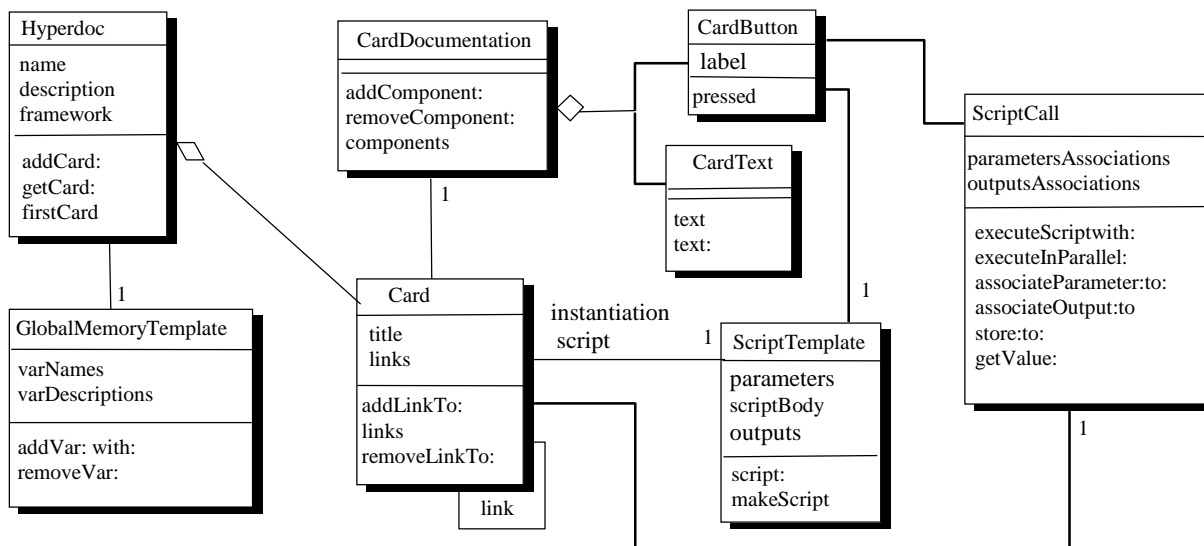 Hyperdoc
name
description
framework
addCard:
getCard:
firstCard
1
GlobalMemoryTemplate
varNames
varDescriptions
addVar: with:
removeVar:
CardDocumentation
addComponent:
removeComponent:
components
1
Card
title
links
addLinkTo:
links
removeLinkTo:
link
instantiation
script
1
CardButton
label
pressed
CardText
text
text:
1
ScriptTemplate
parameters
scriptBody
outputs
script:
makeScript
ScriptCall
parametersAssociations
outputsAssociations
executeScriptwith:
executeInParallel:
associateParameter:to:
associateOutput:to
store:to:
getValue:
1